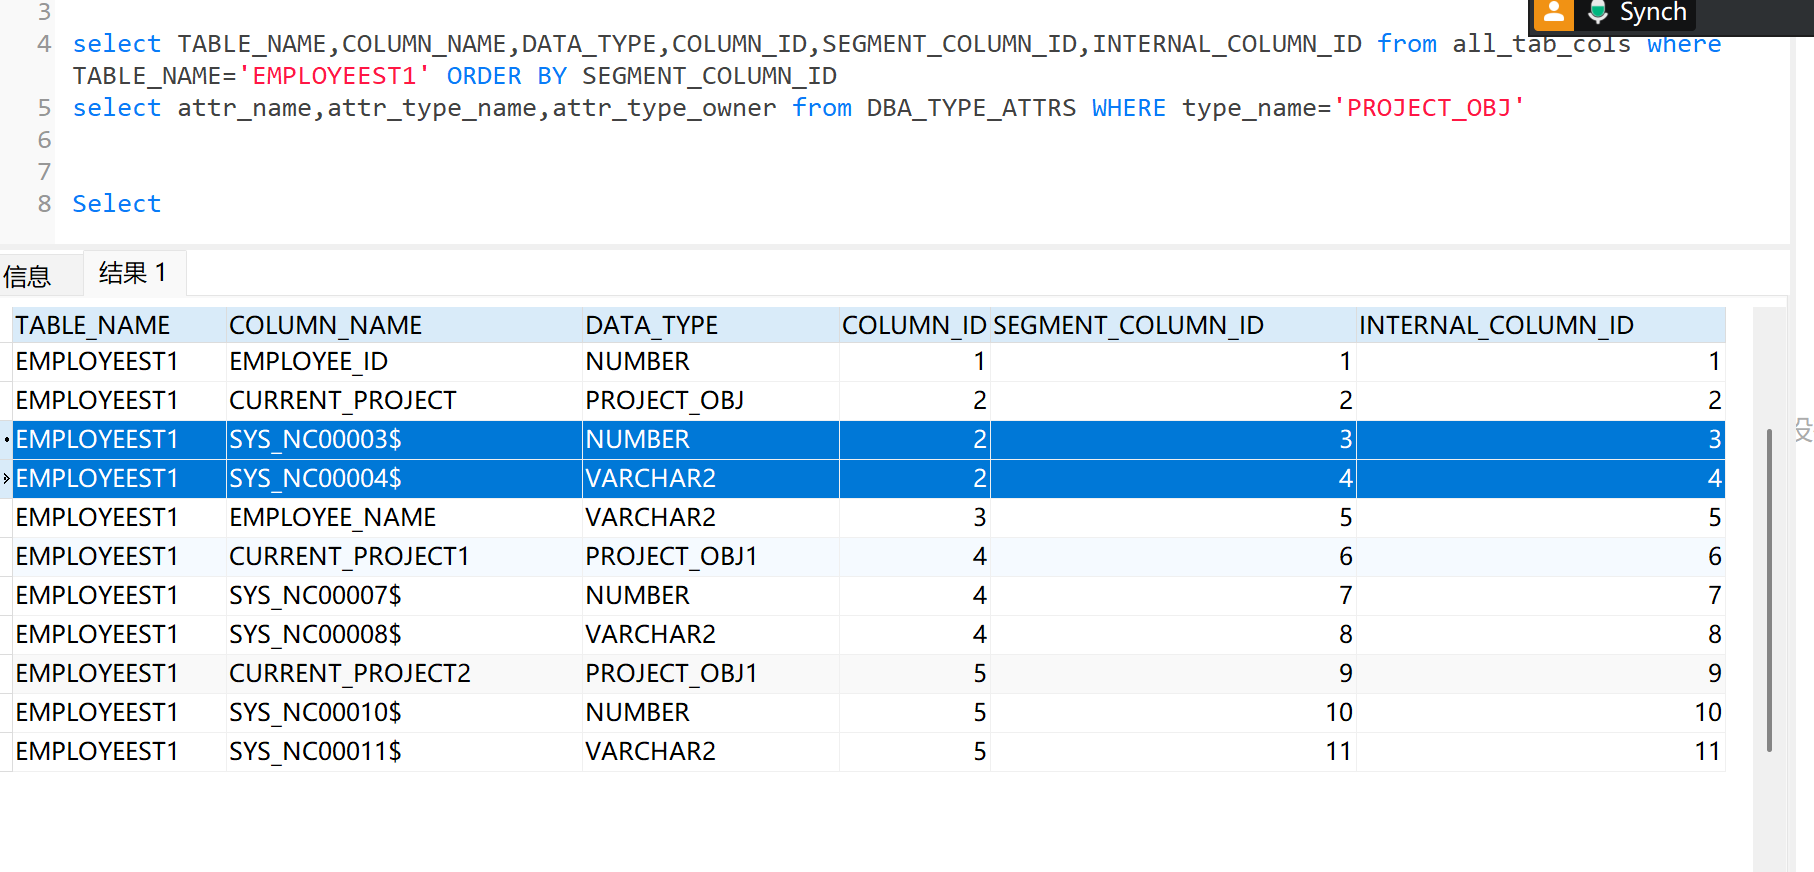 Synch
3
4 select TABLE_NAME,COLUMN_NAME,DATA_TYPE,COLUMN_ID,SEGMENT_COLUMN_ID,INTERNAL_COLUMN_ID from all_tab_cols where
TABLE_NAME='EMPLOYEEST1' ORDER BY SEGMENT_COLUMN_ID
5 select attr_name,attr_type_name,attr_type_owner from DBA_TYPE_ATTRS WHERE type_name='PROJECT_OBJ'
6
7
8 Select
信息 结果 1
TABLE_NAME COLUMN_NAME DATA_TYPE COLUMN_ID SEGMENT_COLUMN_ID INTERNAL_COLUMN_ID
EMPLOYEEST1 EMPLOYEE_ID NUMBER 1 1 1
EMPLOYEEST1 CURRENT_PROJECT PROJECT_OBJ 2 2 2
EMPLOYEEST1 SYS_NC00003$ NUMBER 2 3 3
EMPLOYEEST1 SYS_NC00004$ VARCHAR2 2 4 4
EMPLOYEEST1 EMPLOYEE_NAME VARCHAR2 3 5 5
EMPLOYEEST1 CURRENT_PROJECT1 PROJECT_OBJ1 4 6 6
EMPLOYEEST1 SYS_NC00007$ NUMBER 4 7 7
EMPLOYEEST1 SYS_NC00008$ VARCHAR2 4 8 8
EMPLOYEEST1 CURRENT_PROJECT2 PROJECT_OBJ1 5 9 9
EMPLOYEEST1 SYS_NC00010$ NUMBER 5 10 10
EMPLOYEEST1 SYS_NC00011$ VARCHAR2 5 11 11